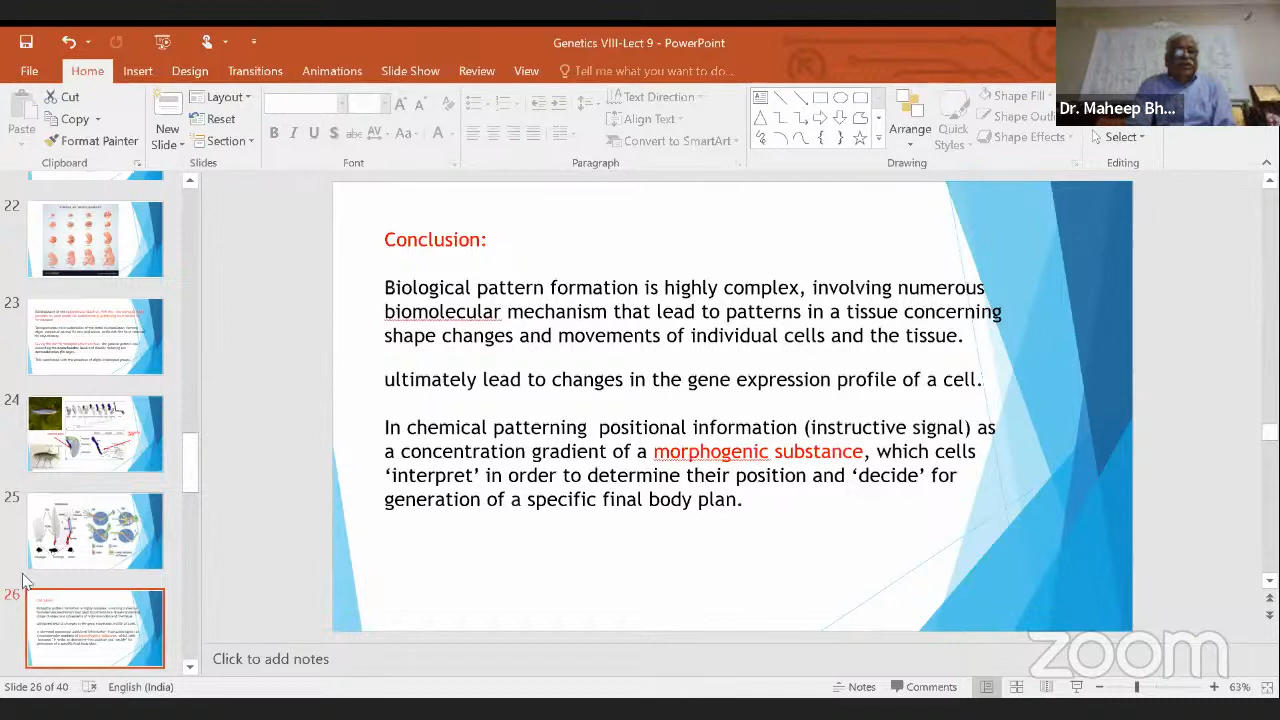 Genetics VIII-Lect 9 - PowerPoint
File Home Insert Design Transitions Animations Slide Show Review View Tell me what you want to do...
Dr. Maheep Bh...
Paste
Cut
Copy
Format Painter
Clipboard
New
Slide
Layout
Reset
Section
Slides
B I U S abc AV Aa A
Font
Text Direction
Align Text
Convert to SmartArt
Paragraph
Arrange
Quick
Styles
Shape Fill
Shape Outl
Shape Effects
Drawing
Select
Editing
22
23
24
25
26
Conclusion:
Biological pattern formation is highly complex, involving numerous
biomolecular mechanism that lead to patterns in a tissue concerning
shape changes and movements of individual cells and the tissue.
ultimately lead to changes in the gene expression profile of a cell.
In chemical patterning positional information (instructive signal) as
a concentration gradient of a morphogenic substance, which cells
‘interpret’ in order to determine their position and ‘decide’ for
generation of a specific final body plan.
Click to add notes
zoom
Slide 26 of 40 English (India) Notes Comments 63%